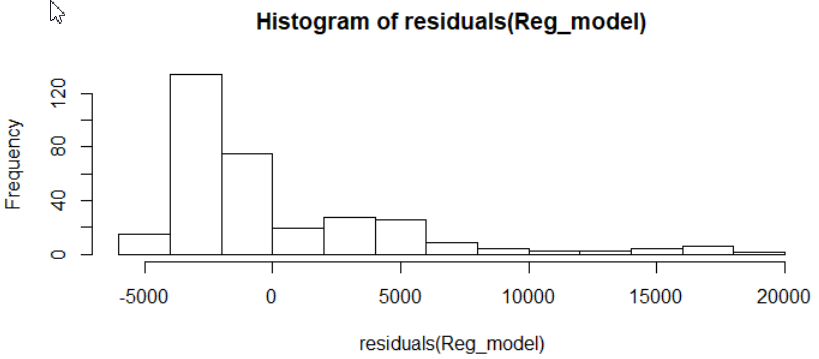 Histogram of residuals(Reg_model)
Frequency
120
80
40
0
-5000 0 5000 10000 15000 20000
residuals(Reg_model)